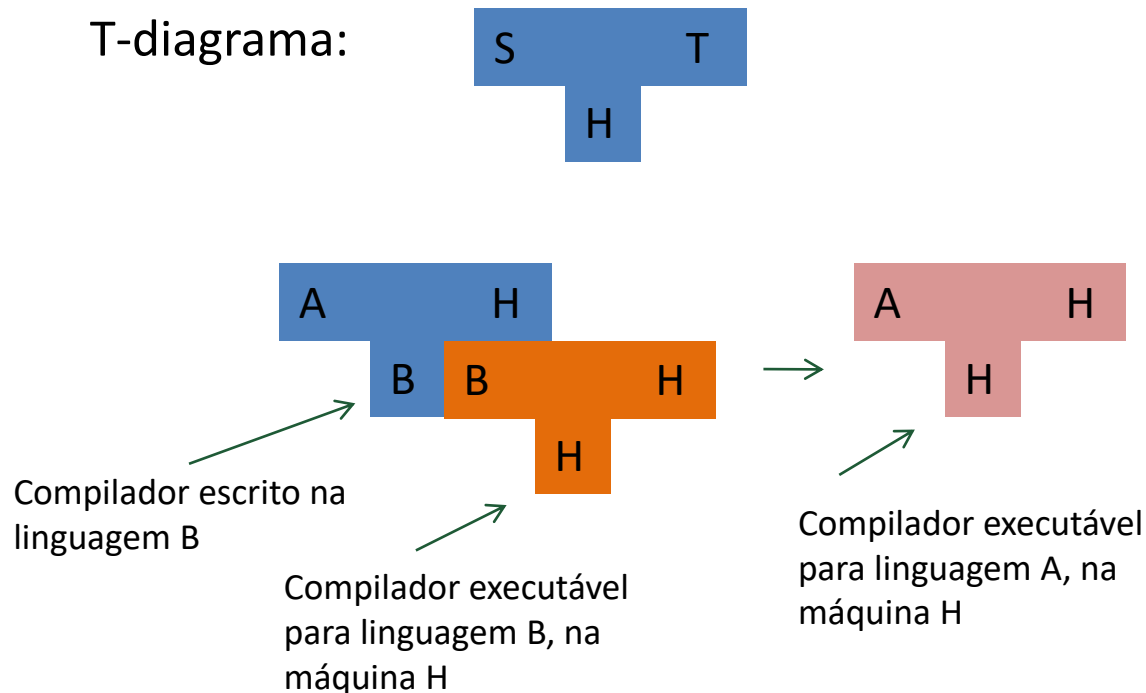 T-diagrama:
S T
H
A H
B B H
H
A H
H
Compilador escrito na
linguagem B
Compilador executável
para linguagem B, na
máquina H
Compilador executável
para linguagem A, na
máquina H